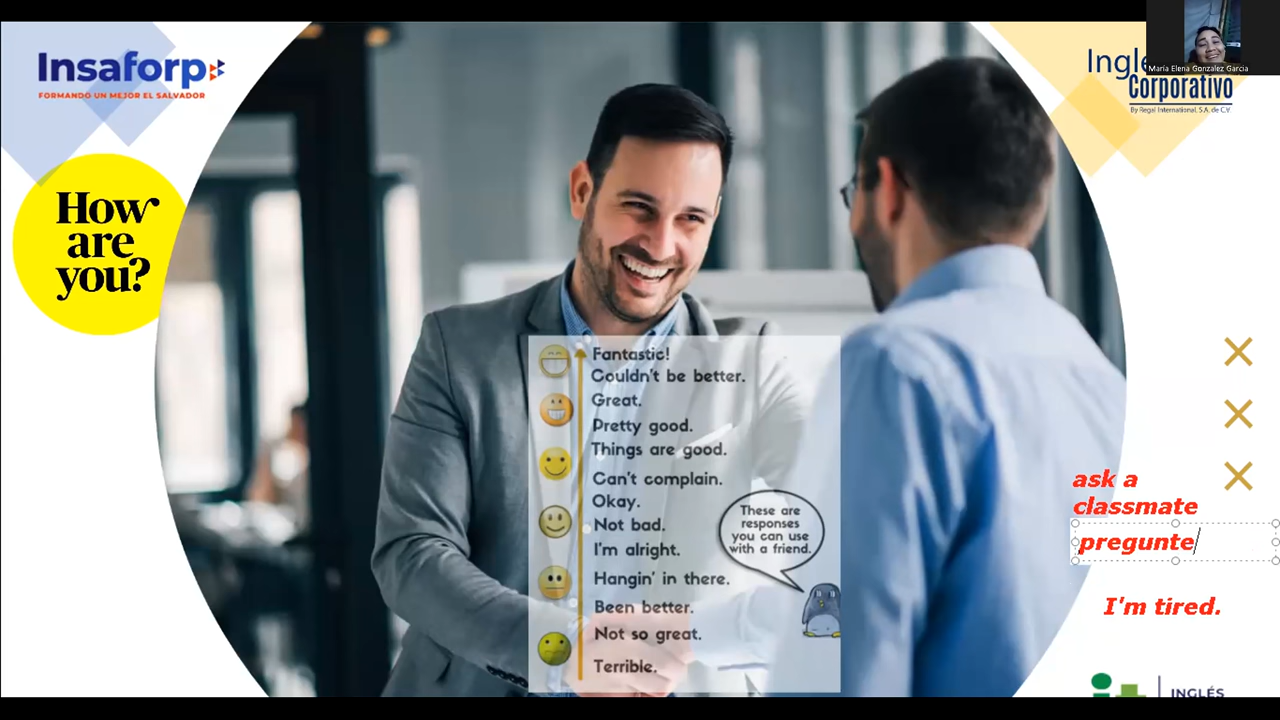 Insaforp
FORMANDO UN MEJOR EL SALVADOR
How
are
you?
María Elena Gonzalez Garcia
Corporativo
By Regal International, S.A. de C.V.
Fantastic!
Couldn't be better.
Great.
Pretty good.
Things are good.
Can't complain.
Okay.
Not bad.
I'm alright.
Hangin' in there.
Been better.
Not so great.
Terrible.
These are
responses
you can use
with a friend.
ask a
classmate
pregunte
I'm tired.
INGLÉS